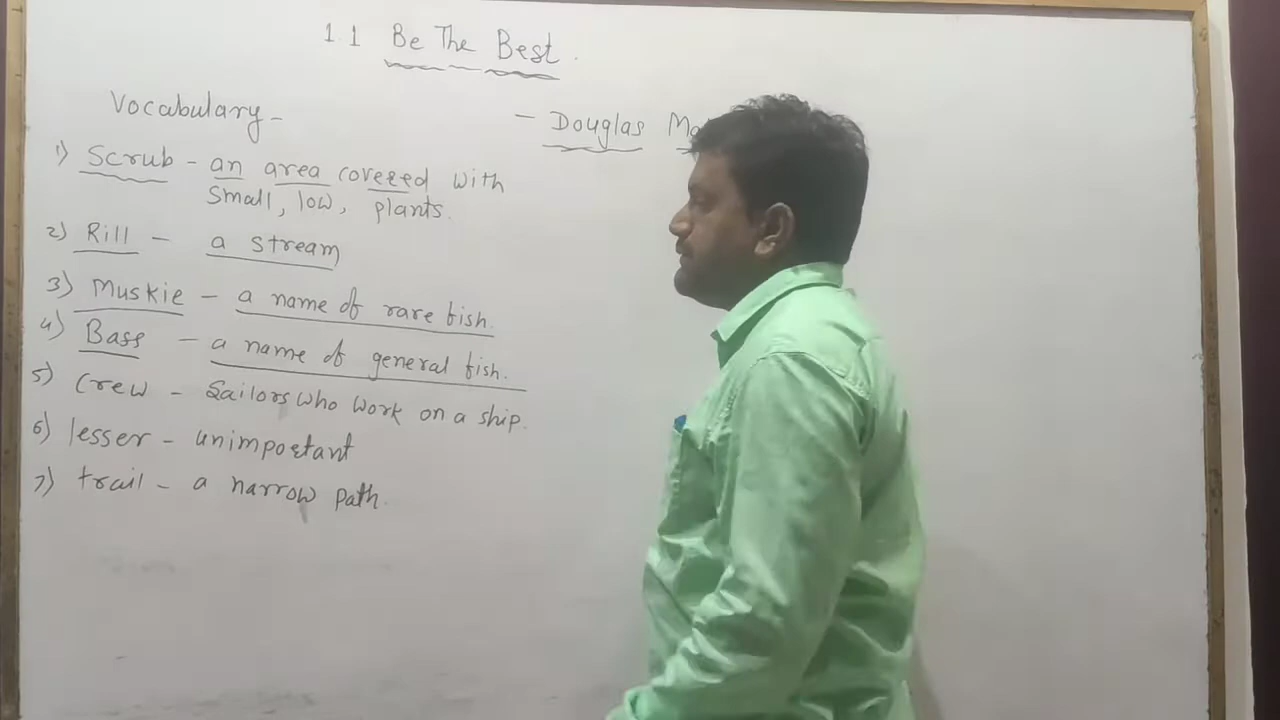 1.1 Be The Best.
Vocabulary -
- Douglas
1) Scrub - an area covered with
Small, low, plants.
2) Rill - a stream
3) Muskie - a name of rare fish.
4) Bass - a name of general fish.
5) Crew - Sailors who work on a ship.
6) lesser - unimportant
7) trail - a narrow path.